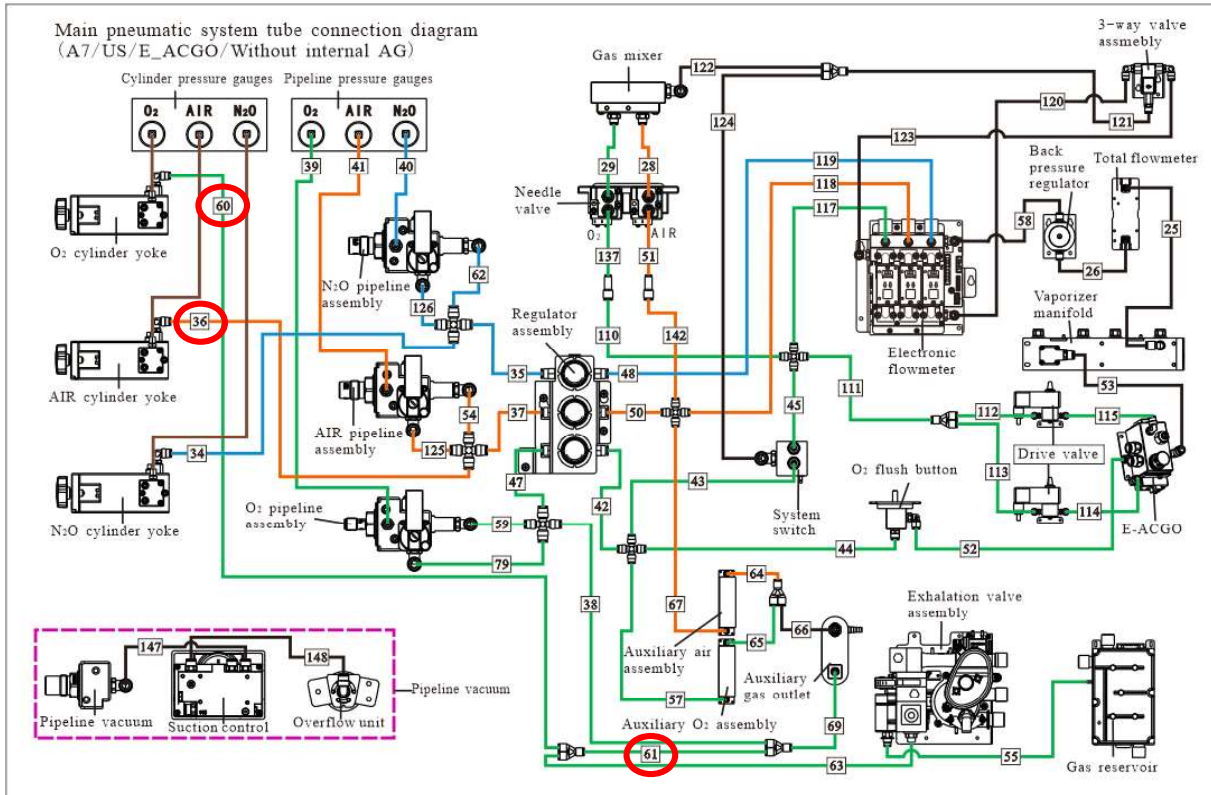 Main pneumatic system tube connection diagram
(A7/US/E_ACGO/Without internal AG)
Cylinder pressure gauges
Pipeline pressure gauges
O2 AIR N2O
O2 AIR N2O
Gas mixer
3-way valve
assmebly
122
120
121
124
123
39
41
40
29
28
119
118
117
60
O2 cylinder yoke
Needle
valve
O2
AIR
Back
pressure
regulator
Total flowmeter
58
25
26
N2O pipeline
assembly
62
126
137
51
36
AIR cylinder yoke
Regulator
assembly
110
142
Electronic
flowmeter
Vaporizer
manifold
35
48
111
53
AIR pipeline
assembly
54
37
125
50
45
112
115
34
N2O cylinder yoke
47
42
43
System
switch
O2 flush button
Drive valve
113
114
E-ACGO
O2 pipeline
assembly
59
79
44
52
38
67
64
65
66
Auxiliary air
assembly
Auxiliary
gas outlet
Exhalation valve
assembly
57
Auxiliary O2 assembly
69
147
148
Pipeline vacuum
Suction control
Overflow unit
Pipeline vacuum
61
63
55
Gas reservoir